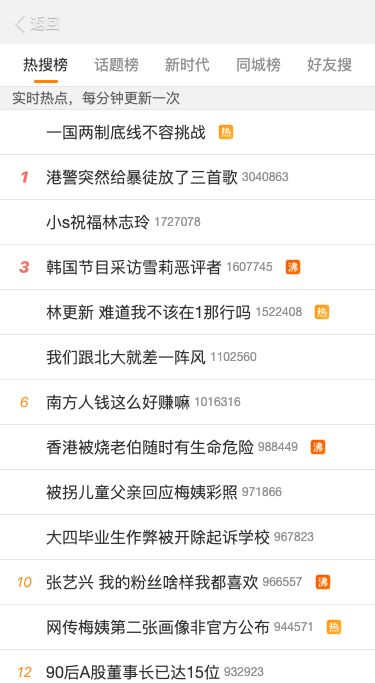 返回
热搜榜 话题榜 新时代 同城榜 好友搜
实时热点，每分钟更新一次
一国两制底线不容挑战 热
1 港警突然给暴徒放了三首歌 3040863
小s祝福林志玲 1727078
3 韩国节目采访雪莉恶评者 1607745 沸
林更新 难道我不该在1那行吗 1522408 热
我们跟北大就差一阵风 1102560
6 南方人钱这么好赚嘛 1016316
香港被烧老伯随时有生命危险 988449 沸
被拐儿童父亲回应梅姨彩照 971866
大四毕业生作弊被开除起诉学校 967823
10 张艺兴 我的粉丝啥样我都喜欢 966557 沸
网传梅姨第二张画像非官方公布 944571 热
12 90后A股董事长已达15位 932923